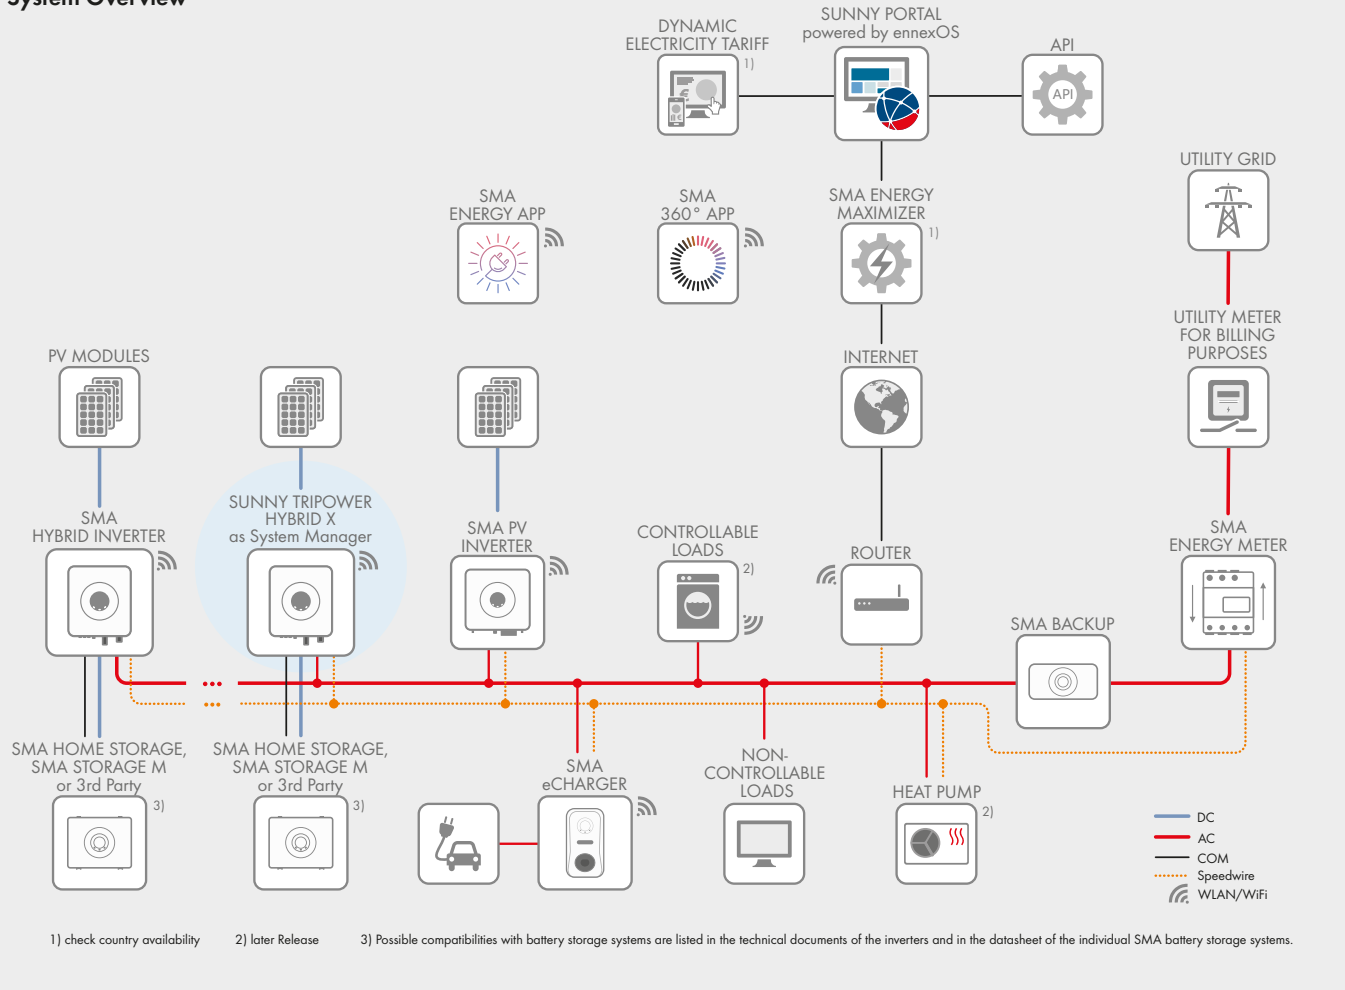 System Overview
DYNAMIC
ELECTRICITY TARIFF
1)
SUNNY PORTAL
powered by ennexOS
API
API
UTILITY GRID
SMA
ENERGY APP
SMA
360° APP
SMA ENERGY
MAXIMIZER
1)
UTILITY METER
FOR BILLING
PURPOSES
PV MODULES
INTERNET
SMA
HYBRID INVERTER
SUNNY TRIPOWER
HYBRID X
as System Manager
SMA PV
INVERTER
CONTROLLABLE
LOADS
2)
ROUTER
SMA
ENERGY METER
SMA BACKUP
SMA HOME STORAGE,
SMA STORAGE M
or 3rd Party
3)
SMA HOME STORAGE,
SMA STORAGE M
or 3rd Party
3)
SMA
eCHARGER
NON-
CONTROLLABLE
LOADS
HEAT PUMP
2)
DC
AC
COM
Speedwire
WLAN/WiFi
1) check country availability
2) later Release
3) Possible compatibilities with battery storage systems are listed in the technical documents of the inverters and in the datasheet of the individual SMA battery storage systems.